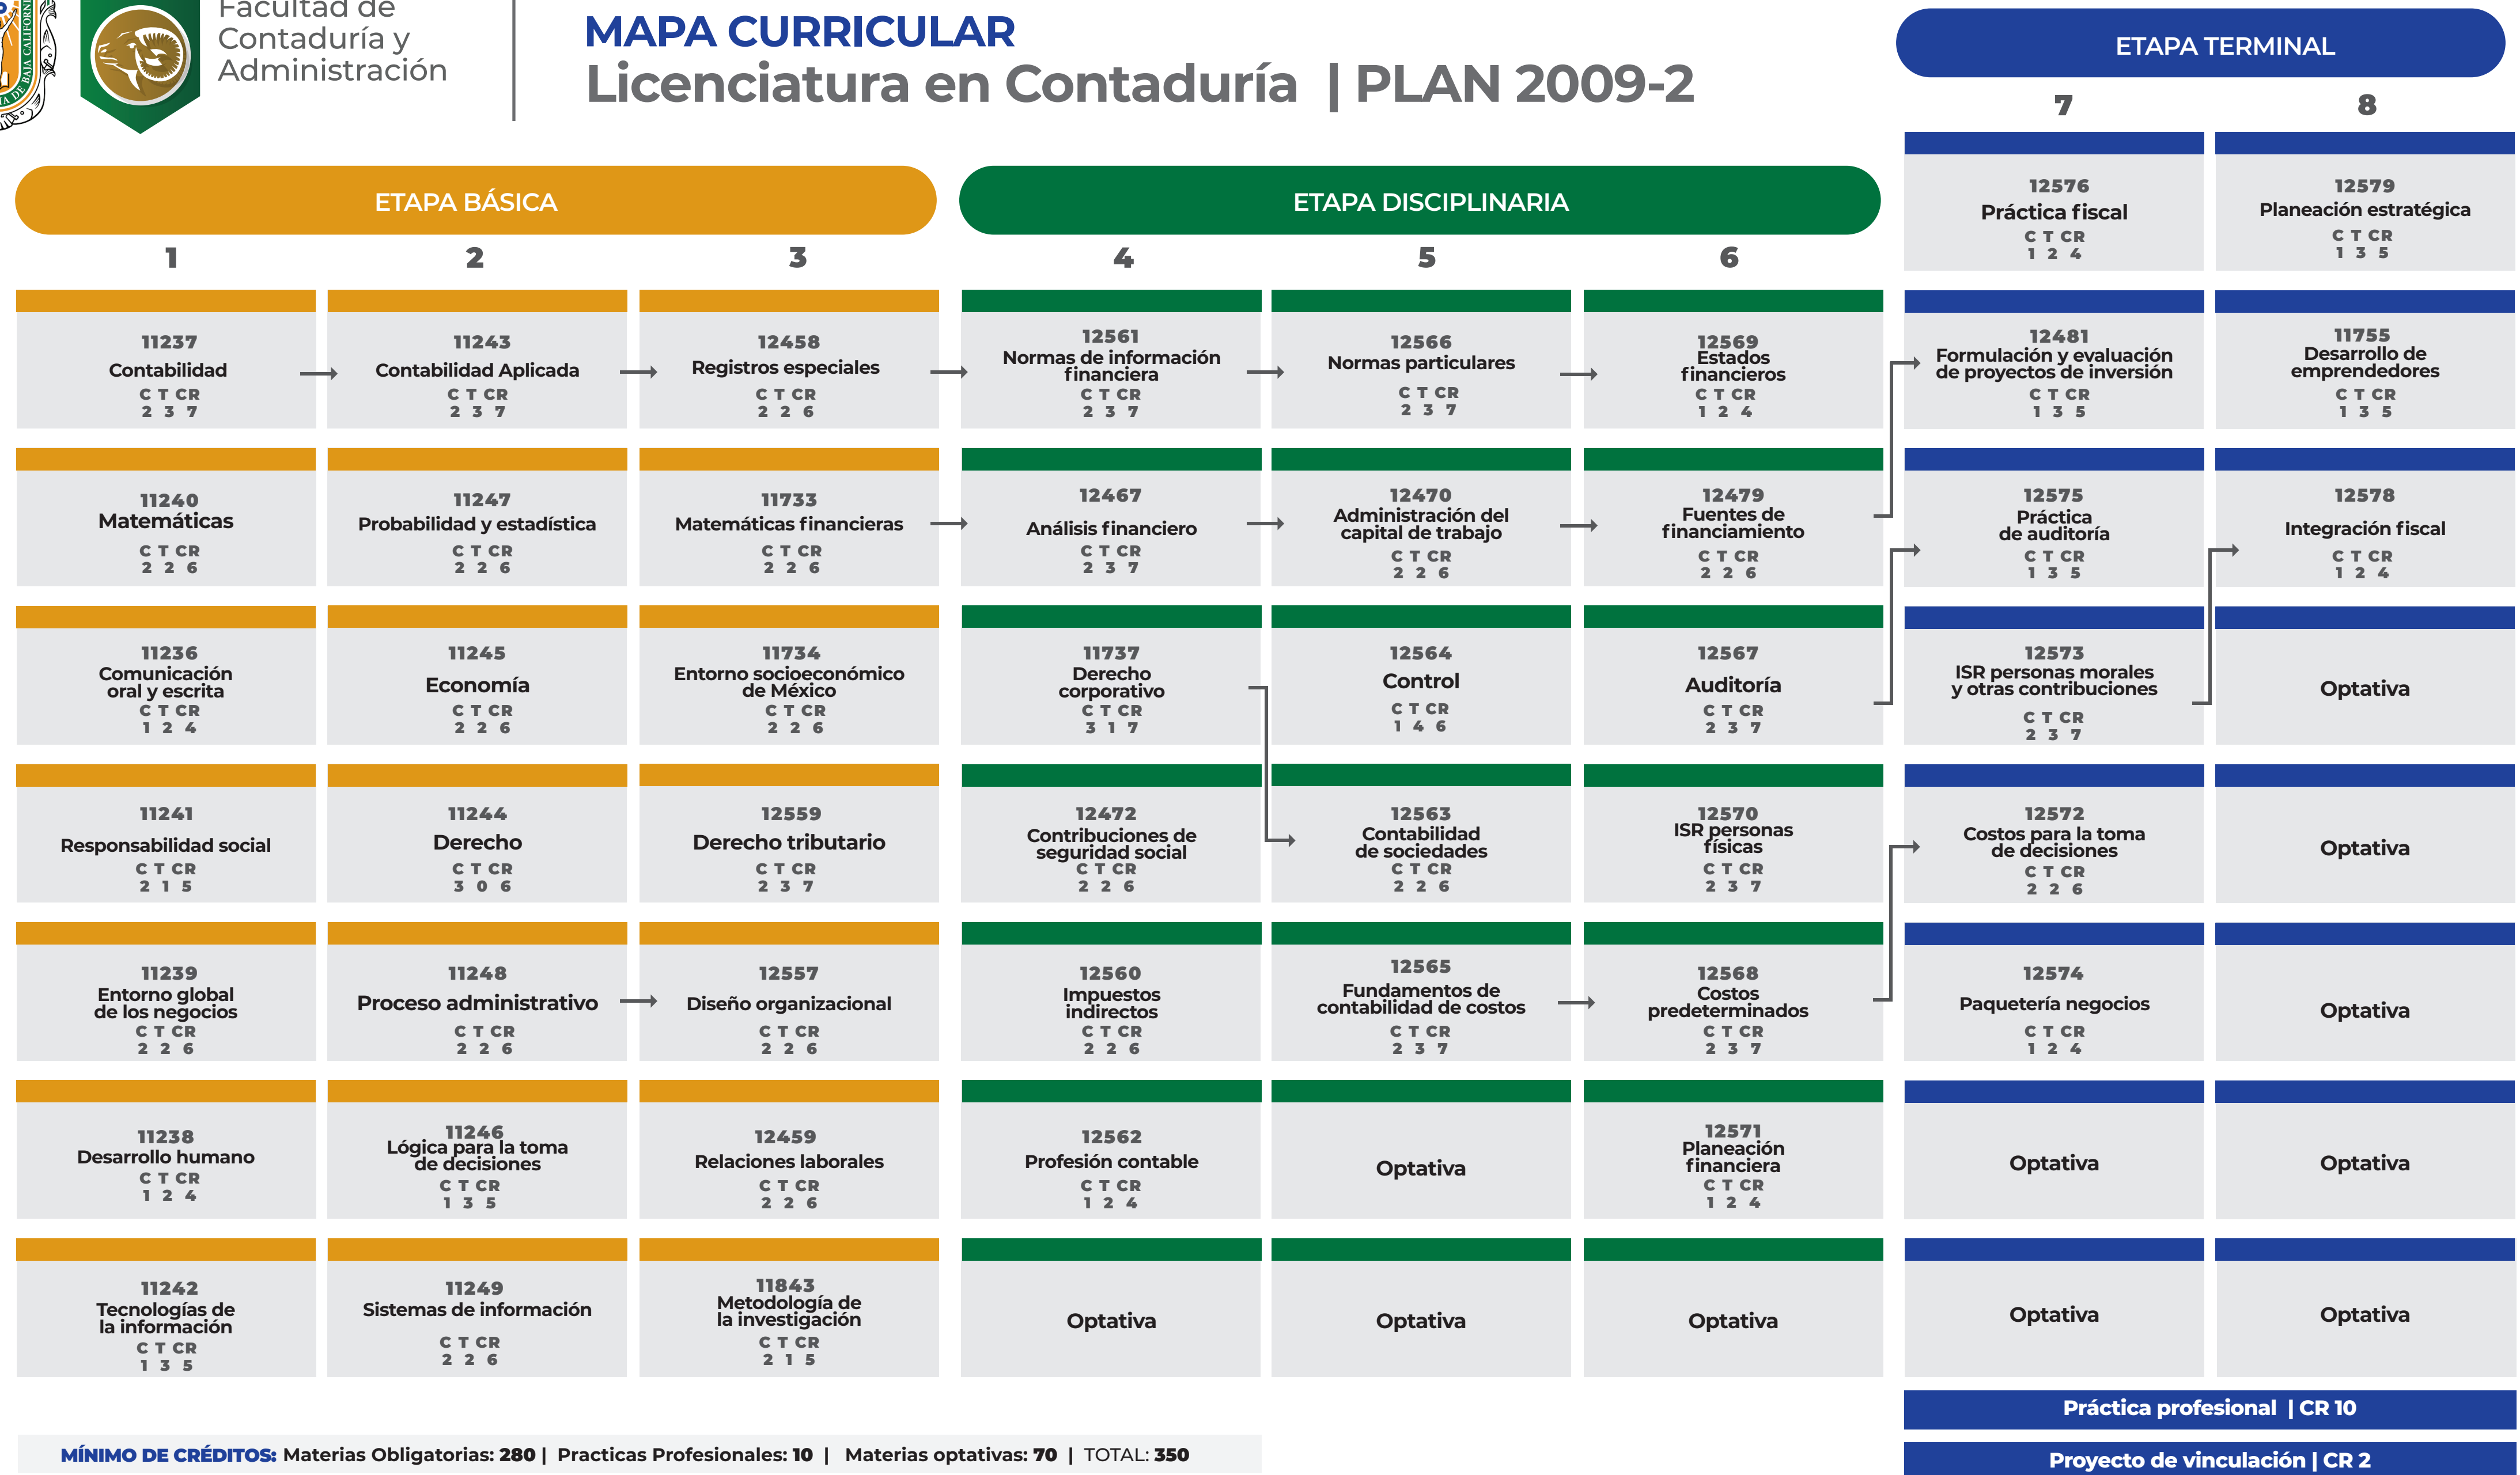 Facultad de
Contaduría y
Administración
MAPA CURRICULAR
Licenciatura en Contaduría | PLAN 2009-2
ETAPA BÁSICA
1
2
3
ETAPA DISCIPLINARIA
4
5
6
ETAPA TERMINAL
7
8
12576
Práctica fiscal
C T CR
1 2 4
12579
Planeación estratégica
C T CR
1 3 5
11237
Contabilidad
C T CR
2 3 7
11243
Contabilidad Aplicada
C T CR
2 3 7
12458
Registros especiales
C T CR
2 2 6
12561
Normas de información
financiera
C T CR
2 3 7
12566
Normas particulares
C T CR
2 3 7
12569
Estados
financieros
C T CR
1 2 4
12481
Formulación y evaluación
de proyectos de inversión
C T CR
1 3 5
11755
Desarrollo de
emprendedores
C T CR
1 3 5
11240
Matemáticas
C T CR
2 2 6
11247
Probabilidad y estadística
C T CR
2 2 6
11733
Matemáticas financieras
C T CR
2 2 6
12467
Análisis financiero
C T CR
2 3 7
12470
Administración del
capital de trabajo
C T CR
2 2 6
12479
Fuentes de
financiamiento
C T CR
2 2 6
12575
Práctica
de auditoría
C T CR
1 3 5
12578
Integración fiscal
C T CR
1 2 4
11236
Comunicación
oral y escrita
C T CR
1 2 4
11245
Economía
C T CR
2 2 6
11734
Entorno socioeconómico
de México
C T CR
2 2 6
11737
Derecho
corporativo
C T CR
3 1 7
12564
Control
C T CR
1 4 6
12567
Auditoría
C T CR
2 3 7
12573
ISR personas morales
y otras contribuciones
C T CR
2 3 7
Optativa
11241
Responsabilidad social
C T CR
2 1 5
11244
Derecho
C T CR
3 0 6
12559
Derecho tributario
C T CR
2 3 7
12472
Contribuciones de
seguridad social
C T CR
2 2 6
12563
Contabilidad
de sociedades
C T CR
2 2 6
12570
ISR personas
físicas
C T CR
2 3 7
12572
Costos para la toma
de decisiones
C T CR
2 2 6
Optativa
11239
Entorno global
de los negocios
C T CR
2 2 6
11248
Proceso administrativo
C T CR
2 2 6
12557
Diseño organizacional
C T CR
2 2 6
12560
Impuestos
indirectos
C T CR
2 2 6
12565
Fundamentos de
contabilidad de costos
C T CR
2 3 7
12568
Costos
predeterminados
C T CR
2 3 7
12574
Paquetería negocios
C T CR
1 2 4
Optativa
11238
Desarrollo humano
C T CR
1 2 4
11246
Lógica para la toma
de decisiones
C T CR
1 3 5
12459
Relaciones laborales
C T CR
2 2 6
12562
Profesión contable
C T CR
1 2 4
Optativa
12571
Planeación
financiera
C T CR
1 2 4
Optativa
Optativa
11242
Tecnologías de
la información
C T CR
1 3 5
11249
Sistemas de información
C T CR
2 2 6
11843
Metodología de
la investigación
C T CR
2 1 5
Optativa
Optativa
Optativa
Optativa
Optativa
Práctica profesional | CR 10
Proyecto de vinculación | CR 2
MÍNIMO DE CRÉDITOS: Materias Obligatorias: 280 | Practicas Profesionales: 10 | Materias optativas: 70 | TOTAL: 350